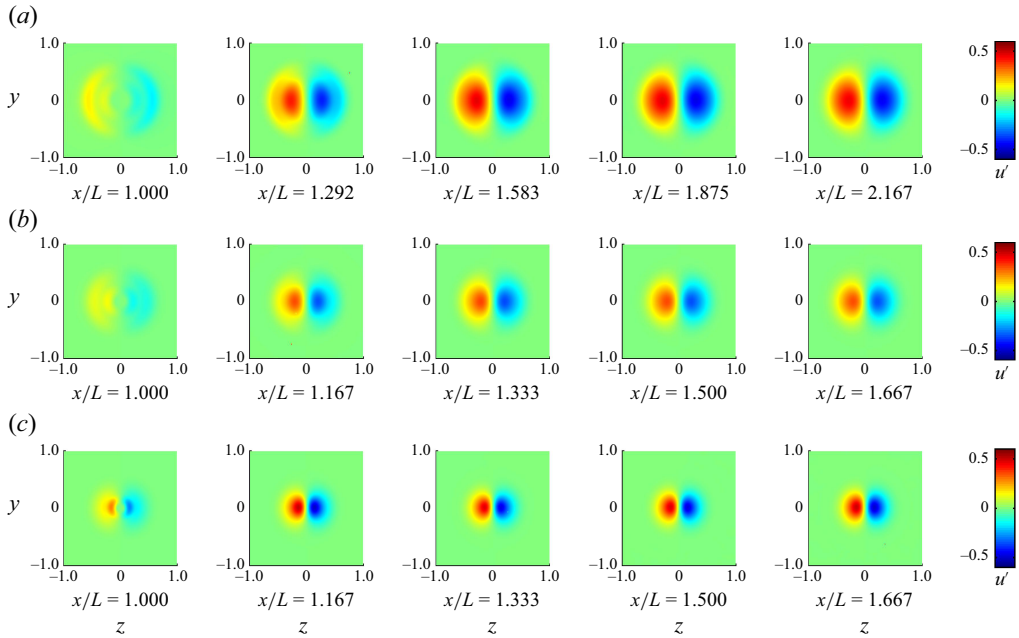 (a)
1.0 1.0 1.0 1.0 1.0
0.5
y 0 0 0 0 0 0
–0.5
–1.0 –1.0 –1.0 –1.0 –1.0
–1.0 0 1.0 –1.0 0 1.0 –1.0 0 1.0 –1.0 0 1.0 –1.0 0 1.0 u′
x/L = 1.000 x/L = 1.292 x/L = 1.583 x/L = 1.875 x/L = 2.167
(b)
1.0 1.0 1.0 1.0 1.0
0.5
y 0 0 0 0 0 0
–0.5
–1.0 –1.0 –1.0 –1.0 –1.0
–1.0 0 1.0 –1.0 0 1.0 –1.0 0 1.0 –1.0 0 1.0 –1.0 0 1.0 u′
x/L = 1.000 x/L = 1.167 x/L = 1.333 x/L = 1.500 x/L = 1.667
(c)
1.0 1.0 1.0 1.0 1.0
0.5
y 0 0 0 0 0 0
–0.5
–1.0 –1.0 –1.0 –1.0 –1.0
–1.0 0 1.0 –1.0 0 1.0 –1.0 0 1.0 –1.0 0 1.0 –1.0 0 1.0 u′
x/L = 1.000 x/L = 1.167 x/L = 1.333 x/L = 1.500 x/L = 1.667
z z z z z